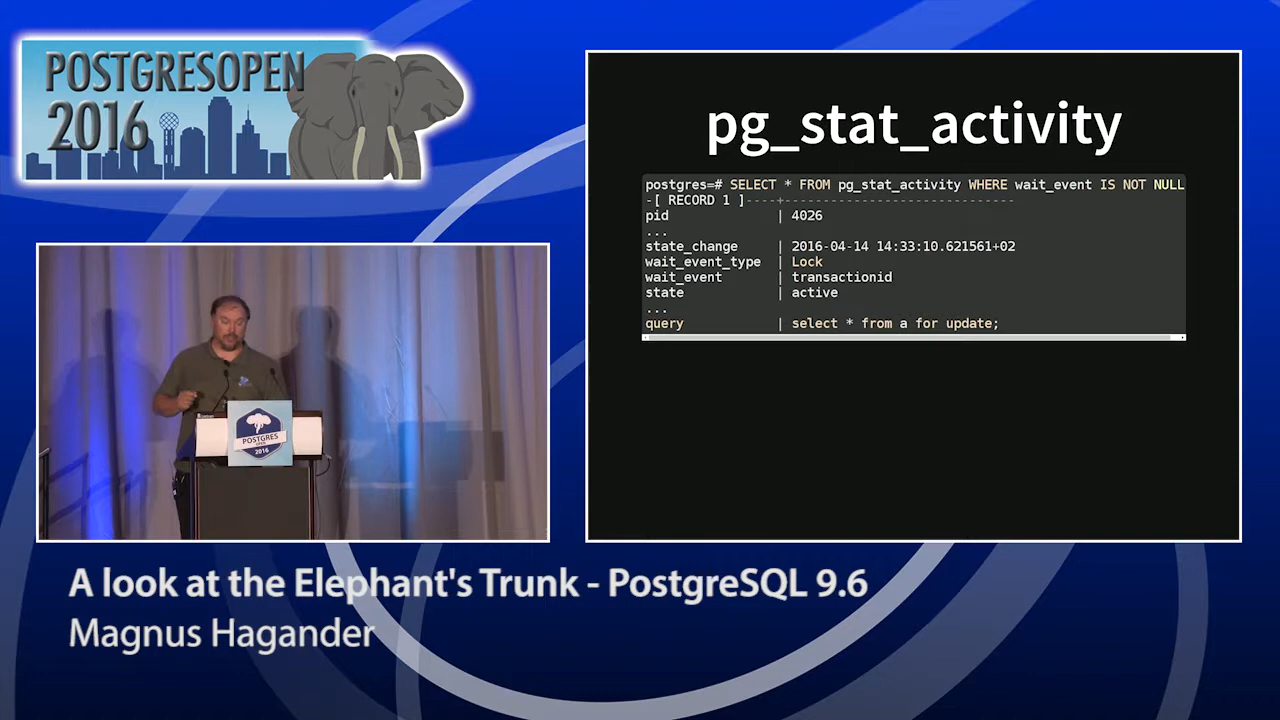 POSTGRESOPEN
2016
pg_stat_activity
postgres=# SELECT * FROM pg_stat_activity WHERE wait_event IS NOT NULL
-[ RECORD 1 ]----+------------------------------
pid | 4026
...
state_change | 2016-04-14 14:33:10.621561+02
wait_event_type | Lock
wait_event | transactionid
state | active
...
query | select * from a for update;
POSTGRES
OPEN
2016
A look at the Elephant's Trunk - PostgreSQL 9.6
Magnus Hagander